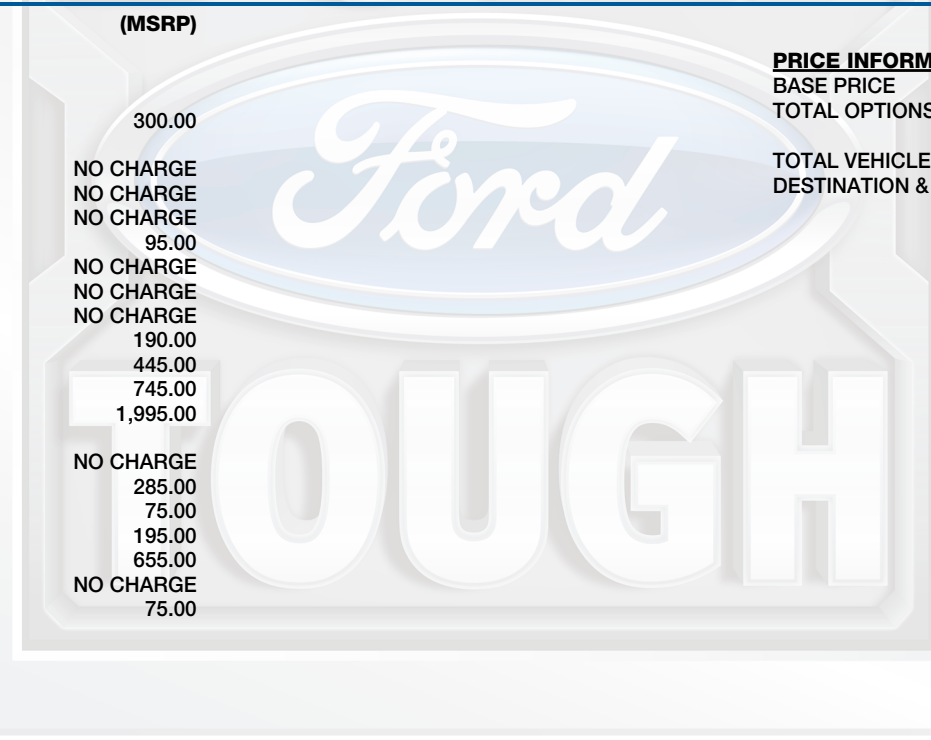 (MSRP)
300.00
NO CHARGE
NO CHARGE
NO CHARGE
95.00
NO CHARGE
NO CHARGE
NO CHARGE
190.00
445.00
745.00
1,995.00
NO CHARGE
285.00
75.00
195.00
655.00
NO CHARGE
75.00
PRICE INFORM
BASE PRICE
TOTAL OPTIONS
TOTAL VEHICLE
DESTINATION &
Ford
TOUGH